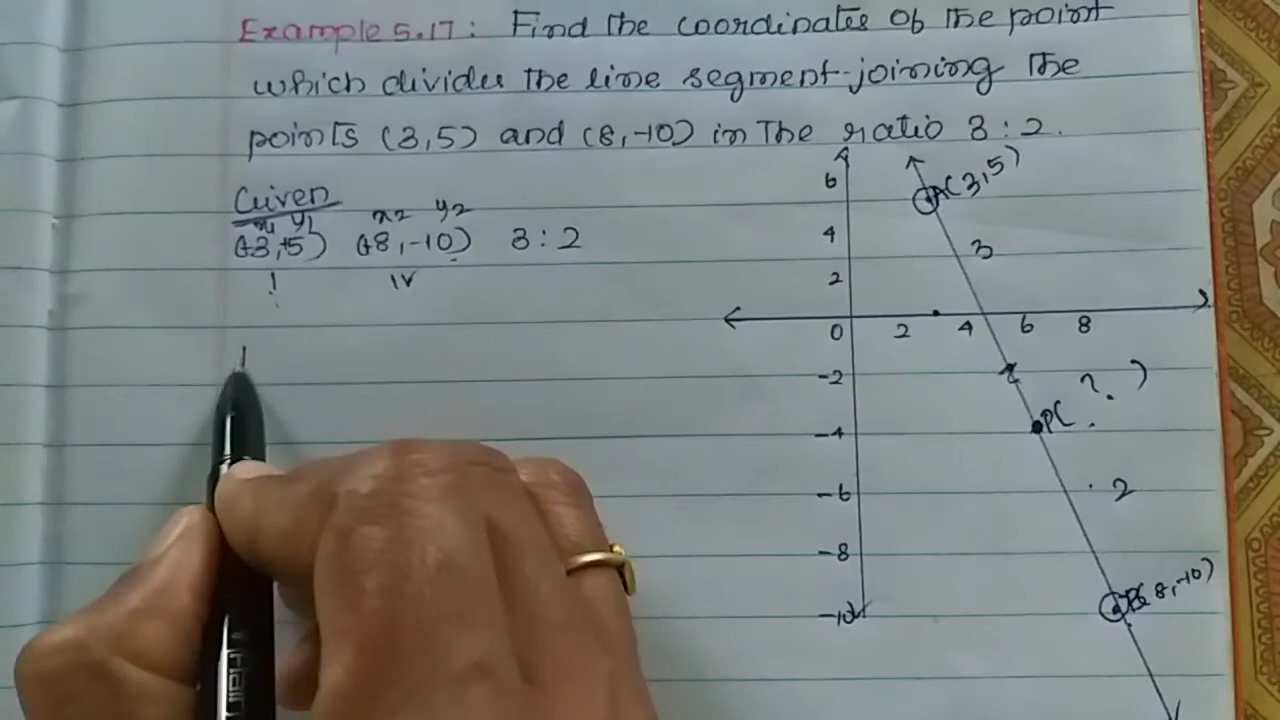 Example 5.17: Find the coordinates of the point
which divides the line segment joining the
points (3,5) and (8,-10) in the ratio 3:2.
Given
x1 y1 x2 y2
(+3,+5) (+8,-10) 3:2
I IV
A(3,5)
6
4
3
2
0 2 4 6 8
-2
P( ? )
-4
-6
2
-8
B(8,-10)
-10